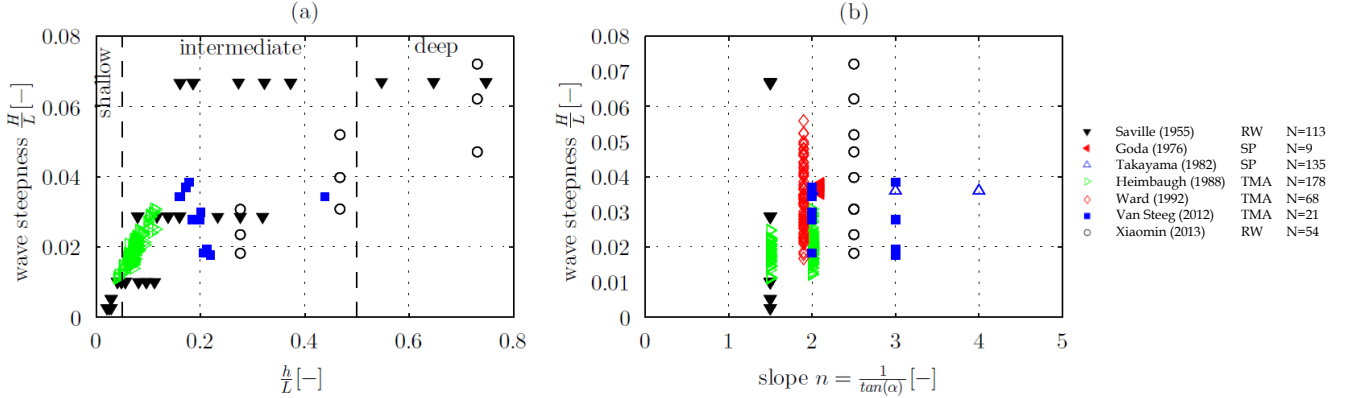 (a)
wave steepness H/L [−]
0.08
0.06
0.04
0.02
0
shallow
intermediate
deep
0 0.2 0.4 0.6 0.8
h/L [−]
(b)
wave steepness H/L [−]
0.08
0.07
0.06
0.05
0.04
0.03
0.02
0.01
0
0 1 2 3 4 5
slope n = 1/tan(α) [−]
Saville (1955) RW N=113
Goda (1976) SP N=9
Takayama (1982) SP N=135
Heimbaugh (1988) TMA N=178
Ward (1992) TMA N=68
Van Steeg (2012) TMA N=21
Xiaomin (2013) RW N=54